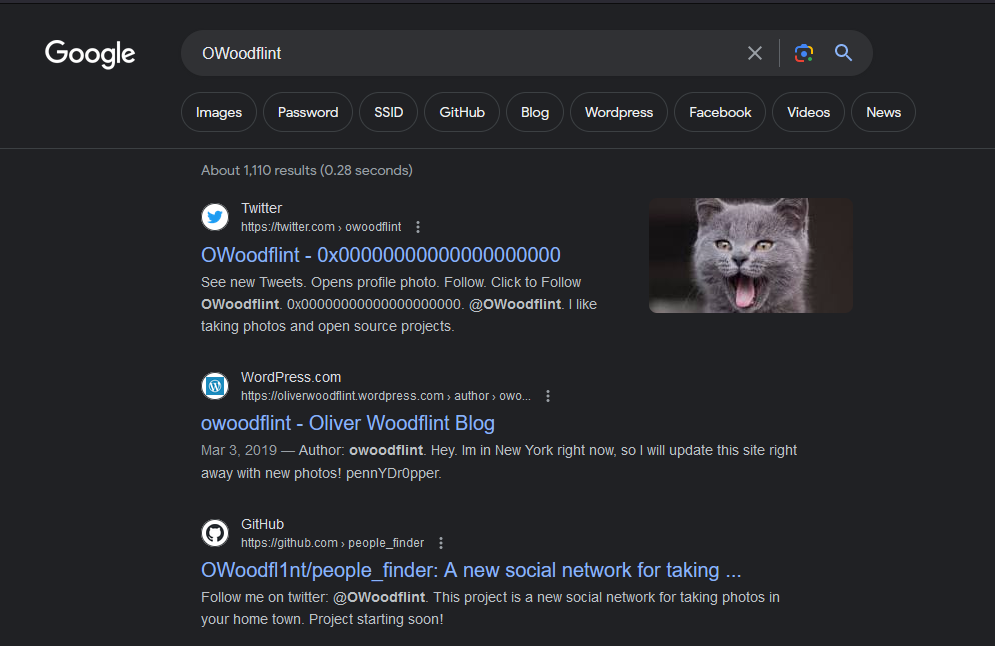 Google
OWoodflint
Images
Password
SSID
GitHub
Blog
Wordpress
Facebook
Videos
News
About 1,110 results (0.28 seconds)
Twitter
https://twitter.com › owoodflint
OWoodflint - 0x00000000000000000000
See new Tweets. Opens profile photo. Follow. Click to Follow
OWoodflint. 0x00000000000000000000. @OWoodflint. I like
taking photos and open source projects.
WordPress.com
https://oliverwoodflint.wordpress.com › author › owo...
owoodflint - Oliver Woodflint Blog
Mar 3, 2019 — Author: owoodflint. Hey. Im in New York right now, so I will update this site right
away with new photos! pennYDr0pper.
GitHub
https://github.com › people_finder
OWoodfl1nt/people_finder: A new social network for taking ...
Follow me on twitter: @OWoodflint. This project is a new social network for taking photos in
your home town. Project starting soon!